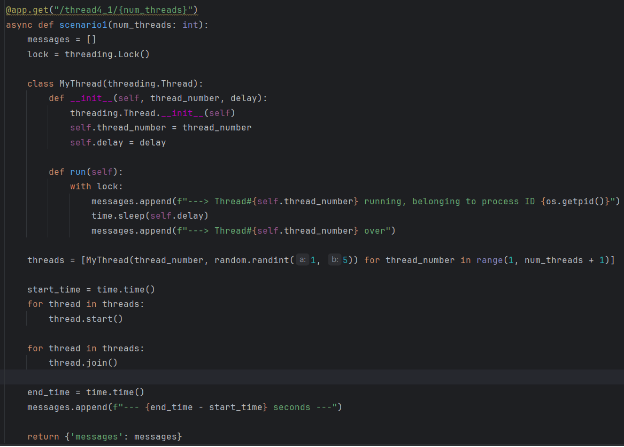 @app.get("/thread4_1/{num_threads}")
async def scenario1(num_threads: int):
    messages = []
    lock = threading.Lock()

    class MyThread(threading.Thread):
        def __init__(self, thread_number, delay):
            threading.Thread.__init__(self)
            self.thread_number = thread_number
            self.delay = delay

        def run(self):
            with lock:
                messages.append(f"---> Thread#{self.thread_number} running, belonging to process ID {os.getpid()}")
                time.sleep(self.delay)
                messages.append(f"---> Thread#{self.thread_number} over")

    threads = [MyThread(thread_number, random.randint( a: 1, b: 5)) for thread_number in range(1, num_threads + 1)]

    start_time = time.time()
    for thread in threads:
        thread.start()

    for thread in threads:
        thread.join()

    end_time = time.time()
    messages.append(f"--- {end_time - start_time} seconds ---")

    return {'messages': messages}